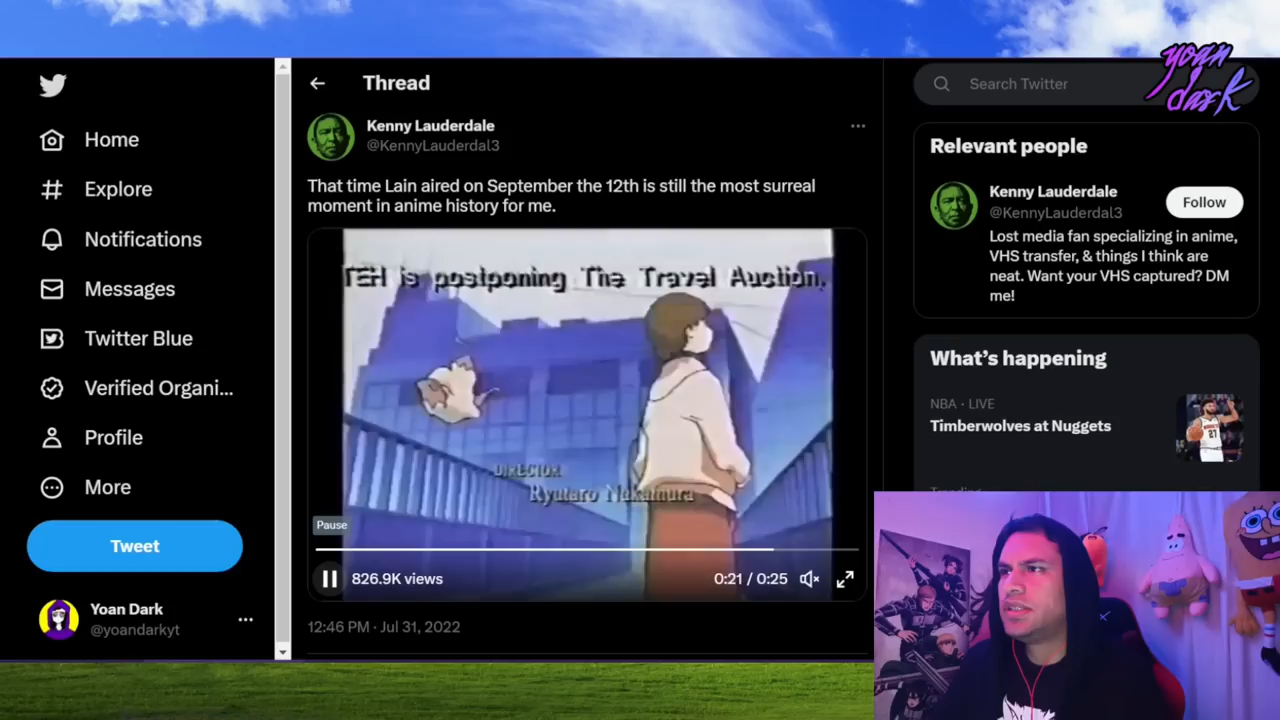 yoan
dark
Home
Explore
Notifications
Messages
Twitter Blue
Verified Organi...
Profile
More
Tweet
Yoan Dark
@yoandarkyt
Thread
Kenny Lauderdale
@KennyLauderdal3
That time Lain aired on September the 12th is still the most surreal
moment in anime history for me.
TEH is postponing The Travel Auction.
DIRECTOR
Ryutaro Nakamura
Pause
826.9K views
0:21 / 0:25
12:46 PM · Jul 31, 2022
Search Twitter
Relevant people
Kenny Lauderdale
@KennyLauderdal3
Follow
Lost media fan specializing in anime,
VHS transfer, & things I think are
neat. Want your VHS captured? DM
me!
What's happening
NBA · LIVE
Timberwolves at Nuggets